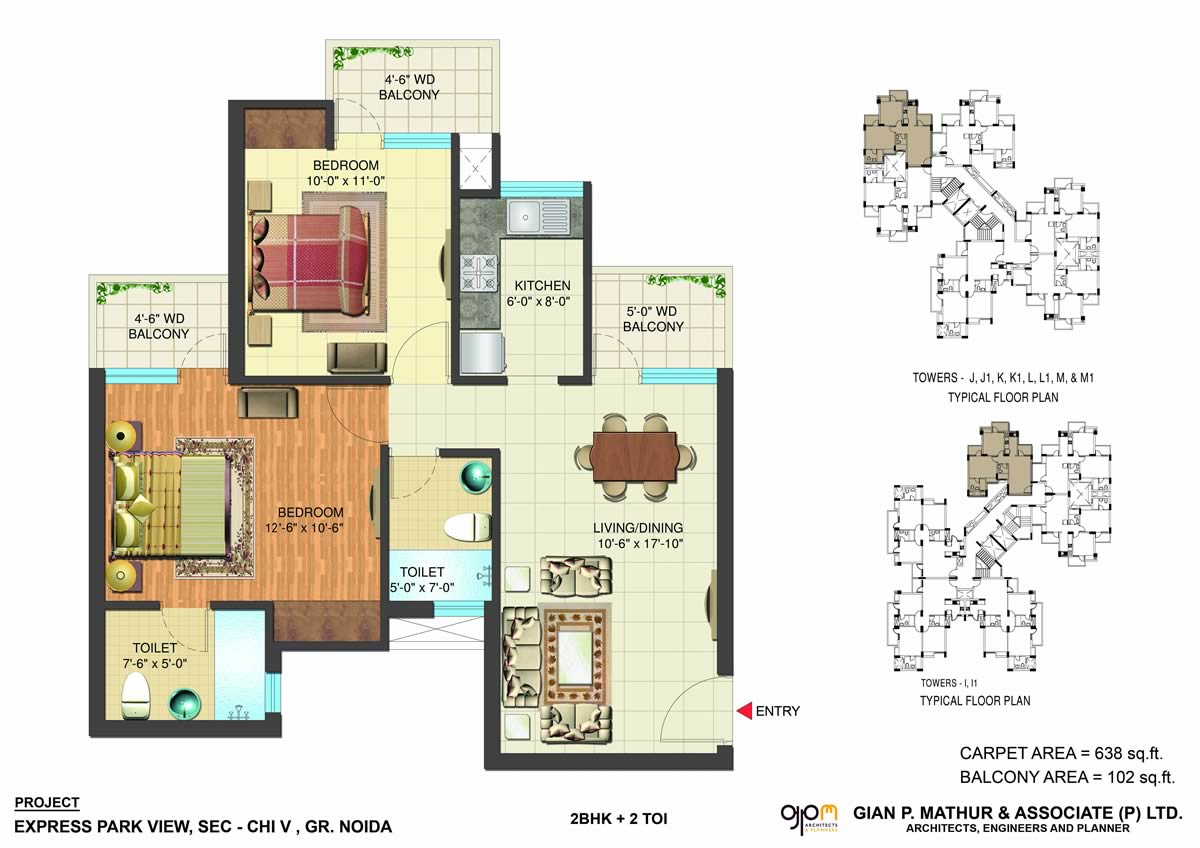 4'-6" WD
BALCONY
BEDROOM
10'-0" x 11'-0"
KITCHEN
6'-0" x 8'-0"
4'-6" WD
BALCONY
5'-0" WD
BALCONY
BEDROOM
12'-6" x 10'-6"
LIVING/DINING
10'-6" x 17'-10"
TOILET
5'-0" x 7'-0"
TOILET
7'-6" x 5'-0"
ENTRY
TOWERS - J, J1, K, K1, L, L1, M, & M1
TYPICAL FLOOR PLAN
TOWERS - I, I1
TYPICAL FLOOR PLAN
CARPET AREA = 638 sq.ft.
BALCONY AREA = 102 sq.ft.
PROJECT
EXPRESS PARK VIEW, SEC - CHI V , GR. NOIDA
2BHK + 2 TOI
gjpm
ARCHITECTS
& PLANNERS
GIAN P. MATHUR & ASSOCIATE (P) LTD.
ARCHITECTS, ENGINEERS AND PLANNER